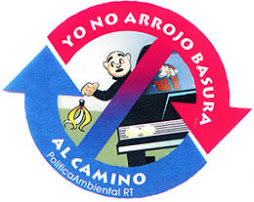 YO NO ARROJO BASURA
AL CAMINO
PolíticaAmbiental RT